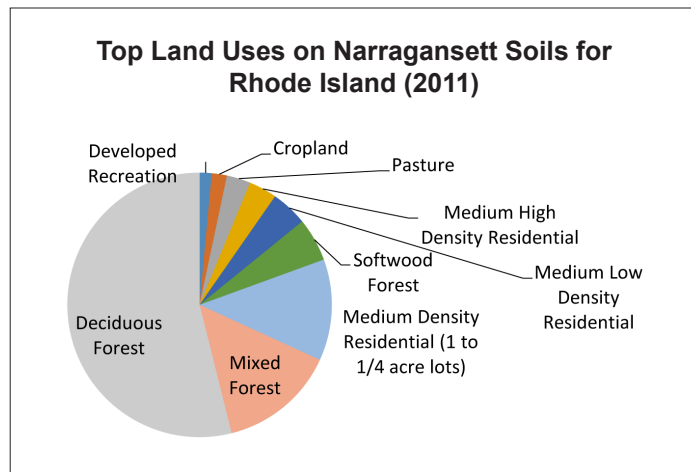 Top Land Uses on Narragansett Soils for
Rhode Island (2011)
Developed
Recreation
Cropland
Pasture
Medium High
Density Residential
Softwood
Forest
Medium Low
Density
Residential
Medium Density
Residential (1 to
1/4 acre lots)
Mixed
Forest
Deciduous
Forest